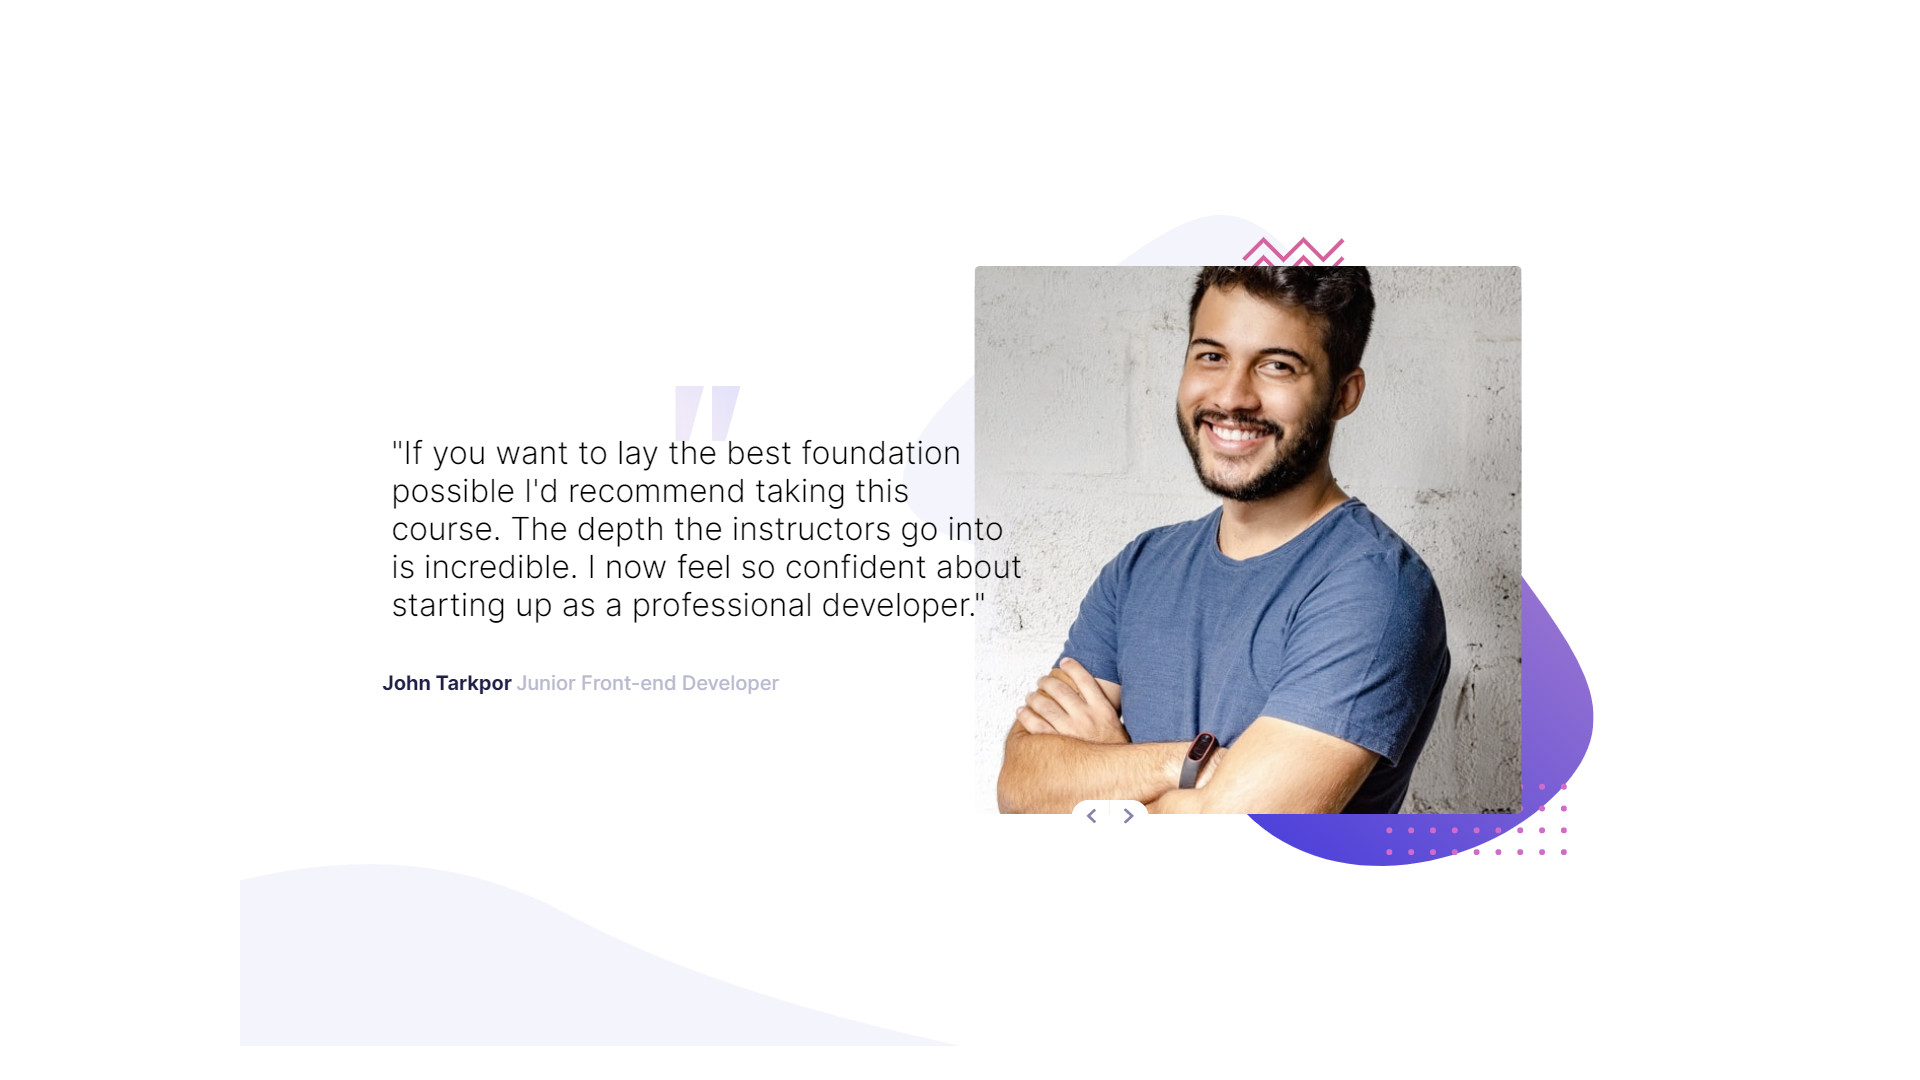 "If you want to lay the best foundation
possible I'd recommend taking this
course. The depth the instructors go into
is incredible. I now feel so confident about
starting up as a professional developer."
John Tarkpor Junior Front-end Developer